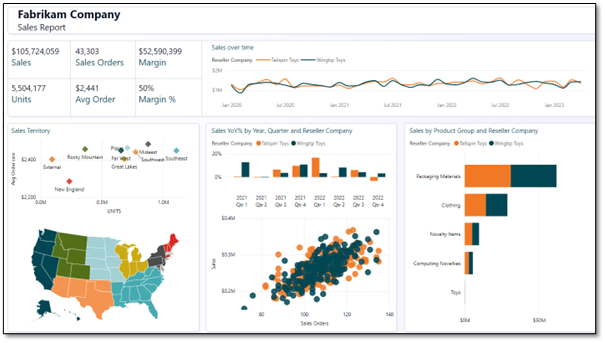 Fabrikam Company
Sales Report
$105,724,059 43,303 $52,590,399
Sales Sales Orders Margin
5,504,177 $2,441 50%
Units Avg Order Margin %
Sales over time
Reseller Company Tailspin Toys Wingtip Toys
$2M
$1M
Jan 2020 Jul 2020 Jan 2021 Jul 2021 Jan 2022 Jul 2022 Jan 2023
Sales Territory
Avg Order size
$2,400
$2,200
Rocky Mountain
Plains
Mideast
External
Far West
Southwest
Southeast
Great Lakes
New England
0.0M 0.5M 1.0M
UNITS
Sales YoY% by Year, Quarter and Reseller Company
Reseller Company Tailspin Toys Wingtip Toys
20%
0%
2021 2021 2021 2021 2022 2022 2022 2022
Qtr 1 Qtr 2 Qtr 3 Qtr 4 Qtr 1 Qtr 2 Qtr 3 Qtr 4
$0.4M
$0.3M
$0.2M
Sales
80 100 120 140
Sales Orders
Sales by Product Group and Reseller Company
Reseller Company Tailspin Toys Wingtip Toys
Packaging Materials
Clothing
Novelty Items
Computing Novelties
Toys
$0M $50M